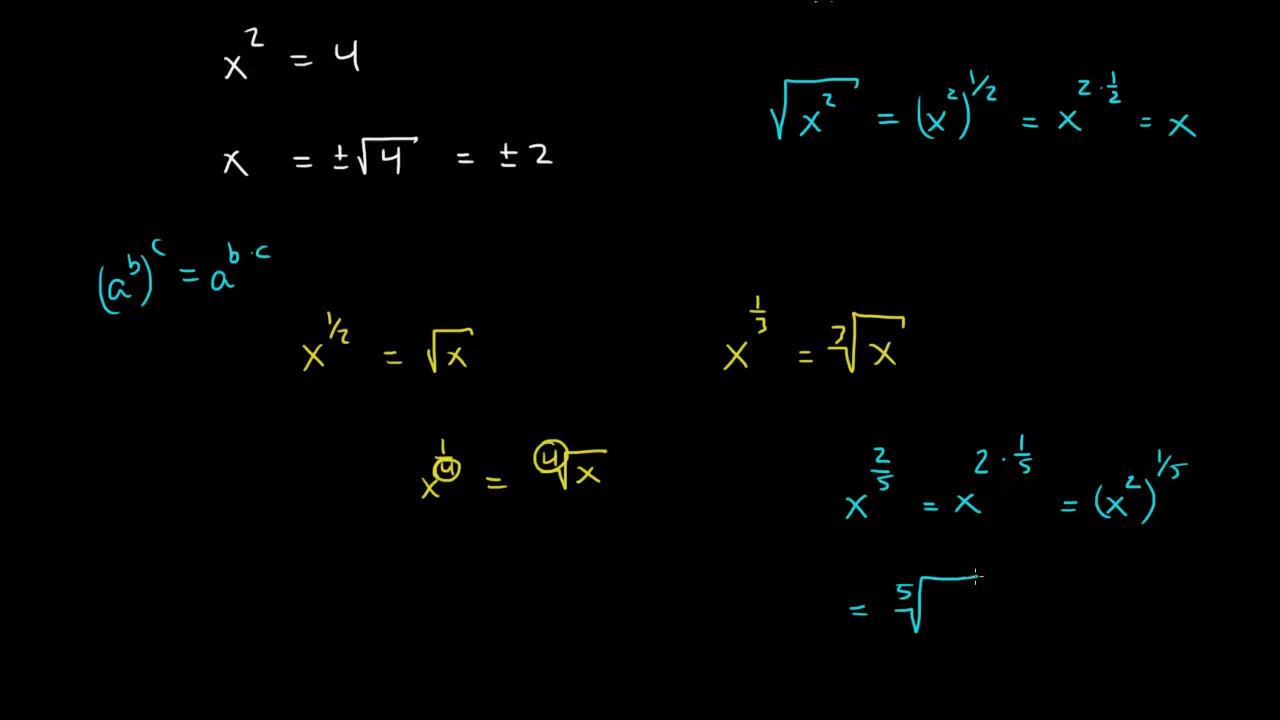 x² = 4
√(x²) = (x²)^(1/2) = x^(2·1/2) = x
x = ±√4 = ±2
(a^b)^c = a^(b·c)
x^(1/2) = √x
x^(1/3) = ³√x
x^(1/4) = ⁴√x
x^(2/5) = x^(2·1/5) = (x²)^(1/5)
= ⁵√